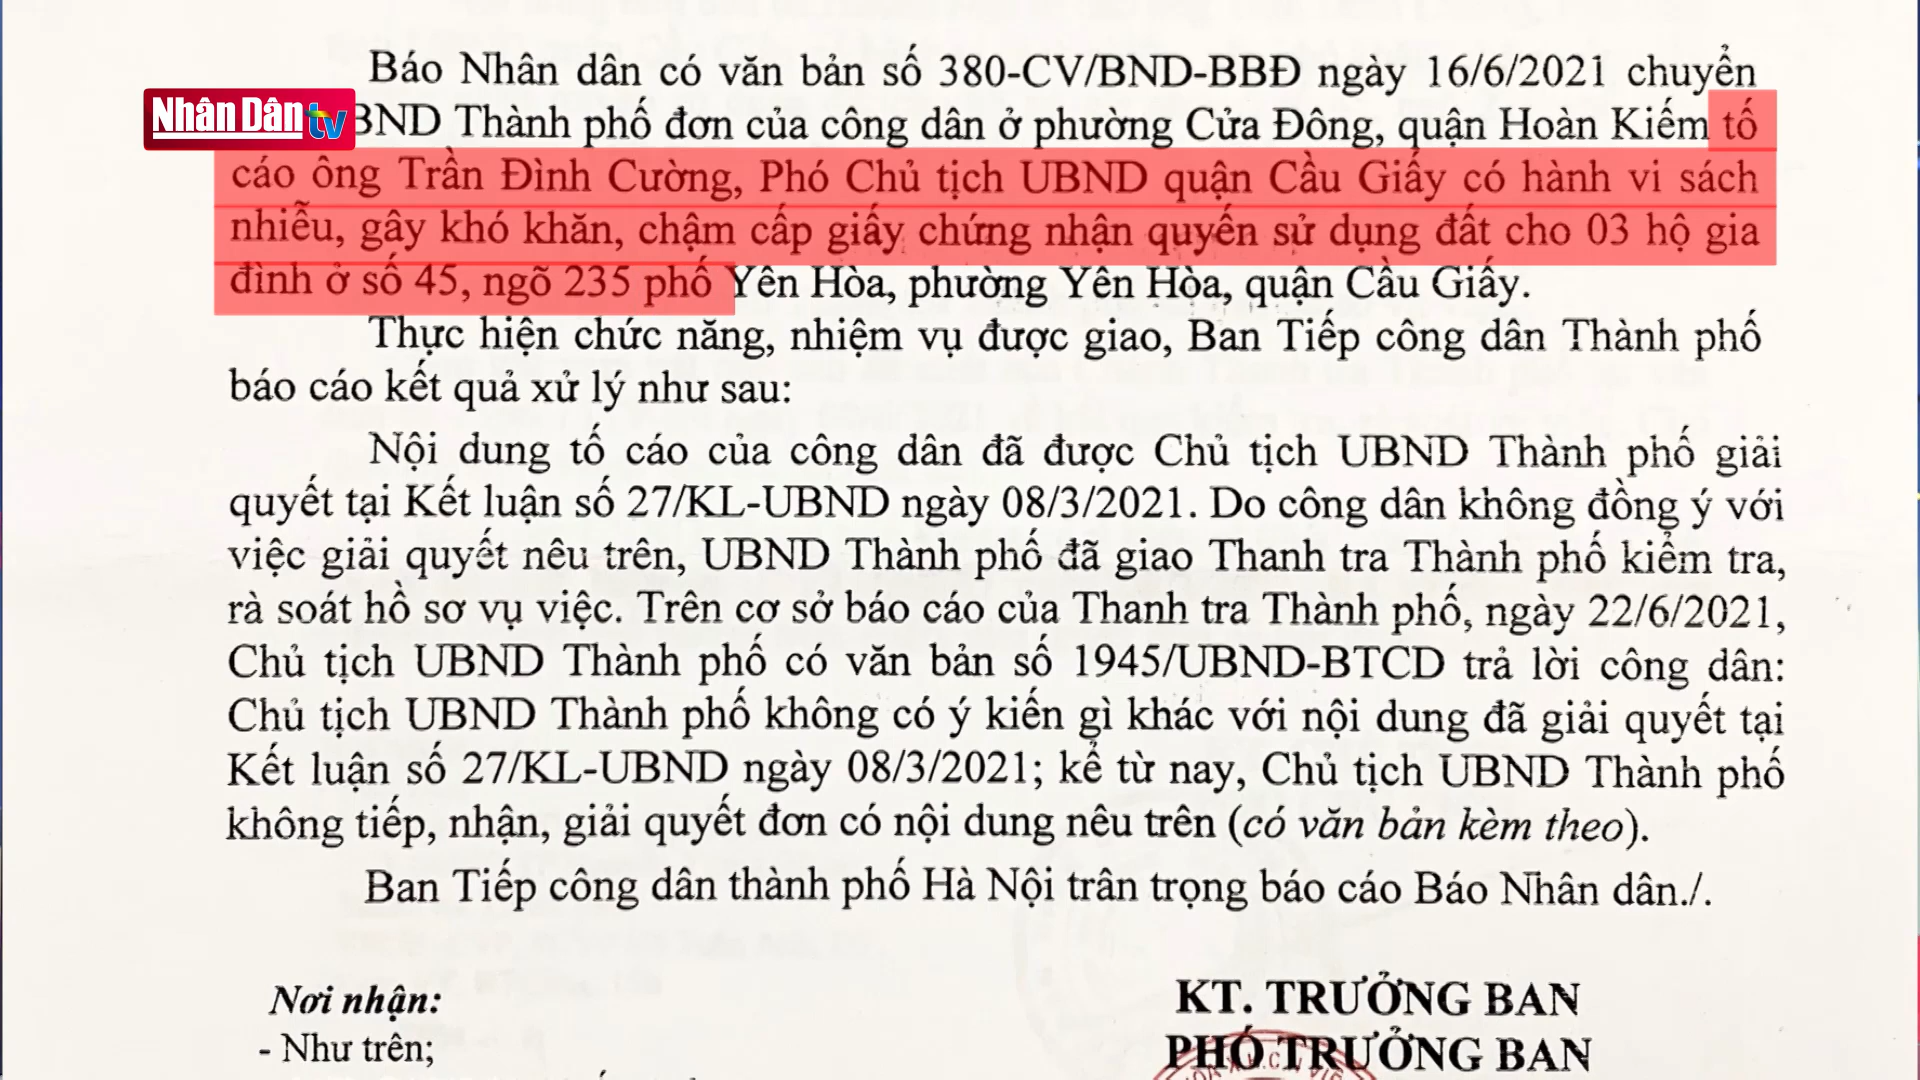 Báo Nhân dân có văn bản số 380-CV/BND-BBĐ ngày 16/6/2021 chuyển
Nhân Dân tv
BND Thành phố đơn của công dân ở phường Cửa Đông, quận Hoàn Kiếm tố
cáo ông Trần Đình Cường, Phó Chủ tịch UBND quận Cầu Giấy có hành vi sách
nhiễu, gây khó khăn, chậm cấp giấy chứng nhận quyến sử dụng đất cho 03 hộ gia
đình ở số 45, ngõ 235 phố Yên Hòa, phường Yên Hòa, quận Cầu Giấy.
Thực hiện chức năng, nhiệm vụ được giao, Ban Tiếp công dân Thành phố
báo cáo kết quả xử lý như sau:
Nội dung tố cáo của công dân đã được Chủ tịch UBND Thành phố giải
quyết tại Kết luận số 27/KL-UBND ngày 08/3/2021. Do công dân không đồng ý với
việc giải quyết nêu trên, UBND Thành phố đã giao Thanh tra Thành phố kiểm tra,
rà soát hồ sơ vụ việc. Trên cơ sở báo cáo của Thanh tra Thành phố, ngày 22/6/2021,
Chủ tịch UBND Thành phố có văn bản số 1945/UBND-BTCD trả lời công dân:
Chủ tịch UBND Thành phố không có ý kiến gì khác với nội dung đã giải quyết tại
Kết luận số 27/KL-UBND ngày 08/3/2021; kể từ nay, Chủ tịch UBND Thành phố
không tiếp, nhận, giải quyết đơn có nội dung nêu trên (có văn bản kèm theo).
Ban Tiếp công dân thành phố Hà Nội trân trọng báo cáo Báo Nhân dân./.
Nơi nhận:
- Như trên;
KT. TRƯỞNG BAN
PHÓ TRƯỞNG BAN